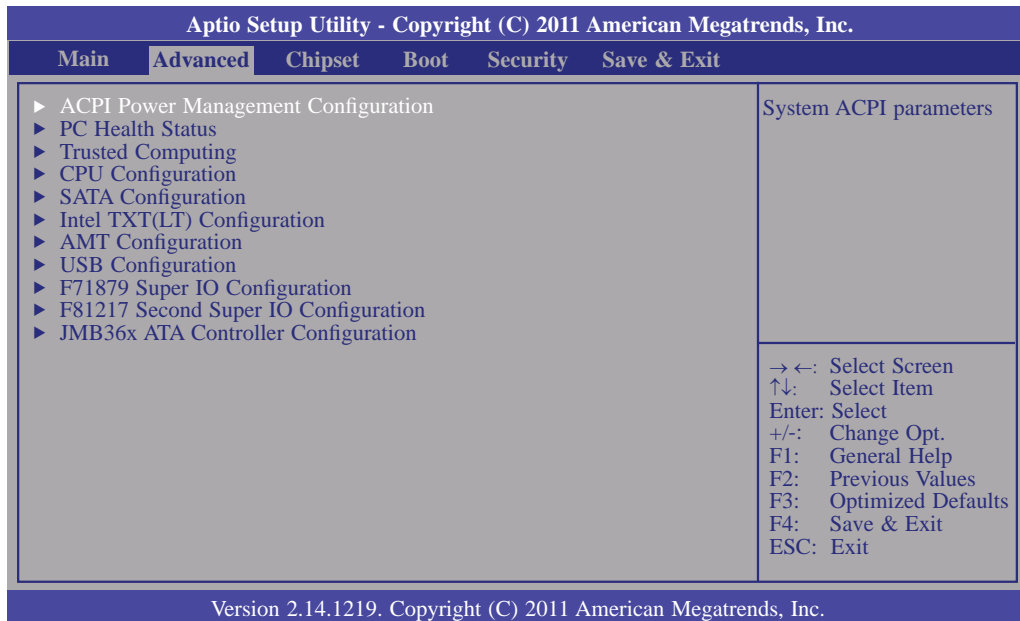 Aptio Setup Utility - Copyright (C) 2011 American Megatrends, Inc.
Main Advanced Chipset Boot Security Save & Exit
► ACPI Power Management Configuration
► PC Health Status
► Trusted Computing
► CPU Configuration
► SATA Configuration
► Intel TXT(LT) Configuration
► AMT Configuration
► USB Configuration
► F71879 Super IO Configuration
► F81217 Second Super IO Configuration
► JMB36x ATA Controller Configuration
System ACPI parameters
→ ←: Select Screen
↑↓: Select Item
Enter: Select
+/-: Change Opt.
F1: General Help
F2: Previous Values
F3: Optimized Defaults
F4: Save & Exit
ESC: Exit
Version 2.14.1219. Copyright (C) 2011 American Megatrends, Inc.